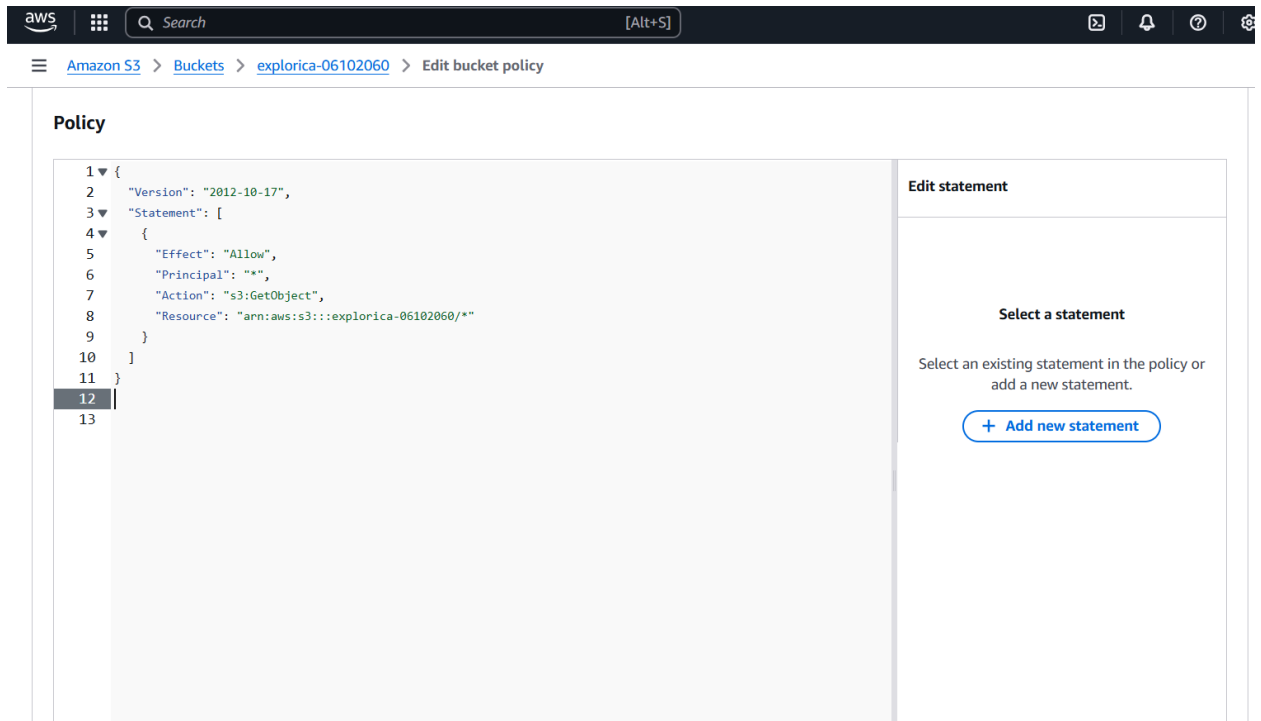 aws
Search [Alt+S]
Amazon S3 > Buckets > explorica-06102060 > Edit bucket policy
Policy
1 {
2 "Version": "2012-10-17",
3 "Statement": [
4 {
5 "Effect": "Allow",
6 "Principal": "*",
7 "Action": "s3:GetObject",
8 "Resource": "arn:aws:s3:::explorica-06102060/*"
9 }
10 ]
11 }
12
13
Edit statement
Select a statement
Select an existing statement in the policy or
add a new statement.
+ Add new statement